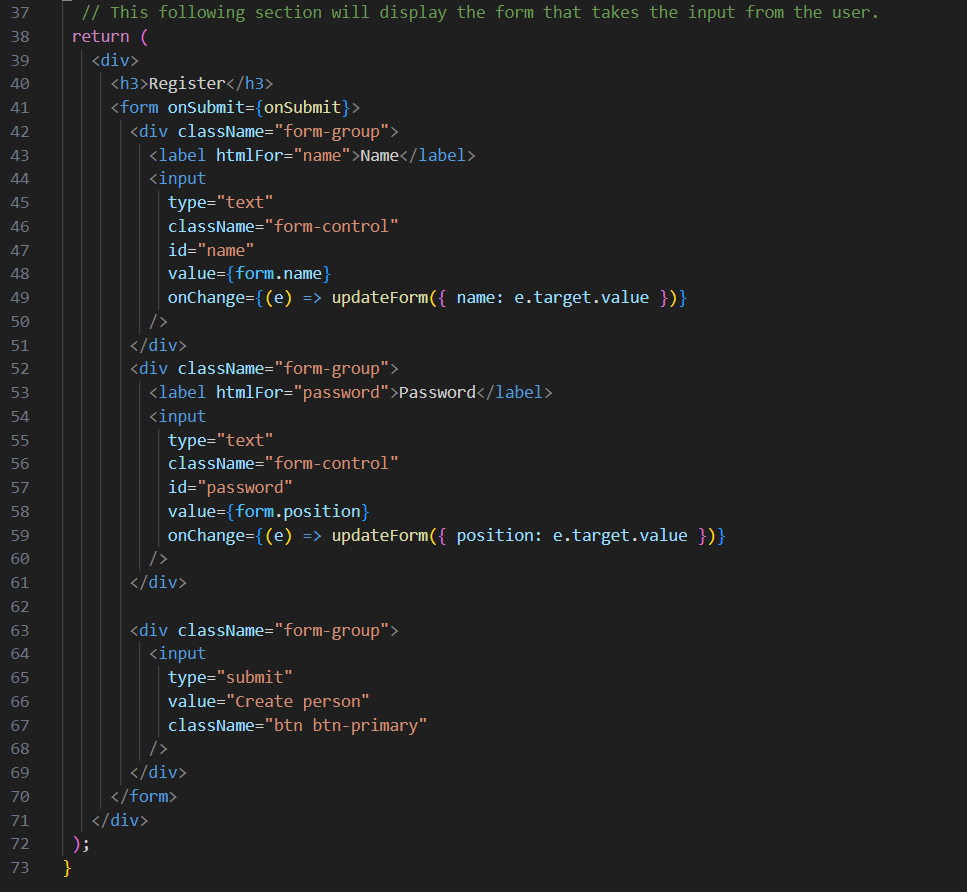 37 // This following section will display the form that takes the input from the user.
38 return (
39 <div>
40 <h3>Register</h3>
41 <form onSubmit={onSubmit}>
42 <div className="form-group">
43 <label htmlFor="name">Name</label>
44 <input
45 type="text"
46 className="form-control"
47 id="name"
48 value={form.name}
49 onChange={(e) => updateForm({ name: e.target.value })}
50 />
51 </div>
52 <div className="form-group">
53 <label htmlFor="password">Password</label>
54 <input
55 type="text"
56 className="form-control"
57 id="password"
58 value={form.position}
59 onChange={(e) => updateForm({ position: e.target.value })}
60 />
61 </div>
62
63 <div className="form-group">
64 <input
65 type="submit"
66 value="Create person"
67 className="btn btn-primary"
68 />
69 </div>
70 </form>
71 </div>
72 );
73 }